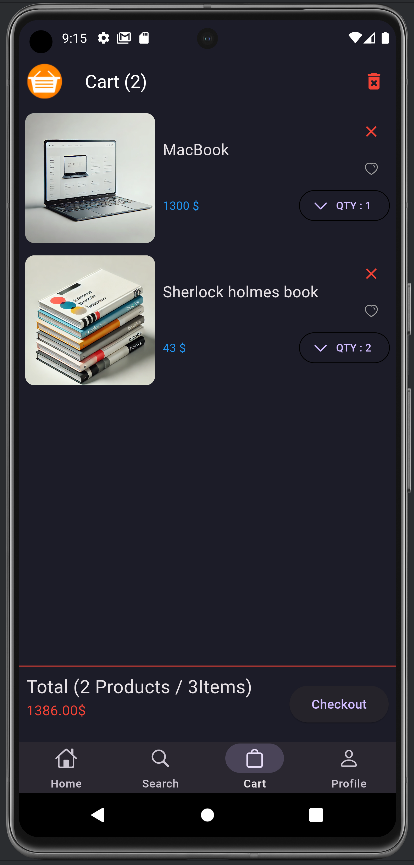 9:15
Cart (2)
MacBook
1300 $
QTY : 1
Sherlock holmes book
43 $
QTY : 2
Total (2 Products / 3Items)
1386.00$
Checkout
Home
Search
Cart
Profile